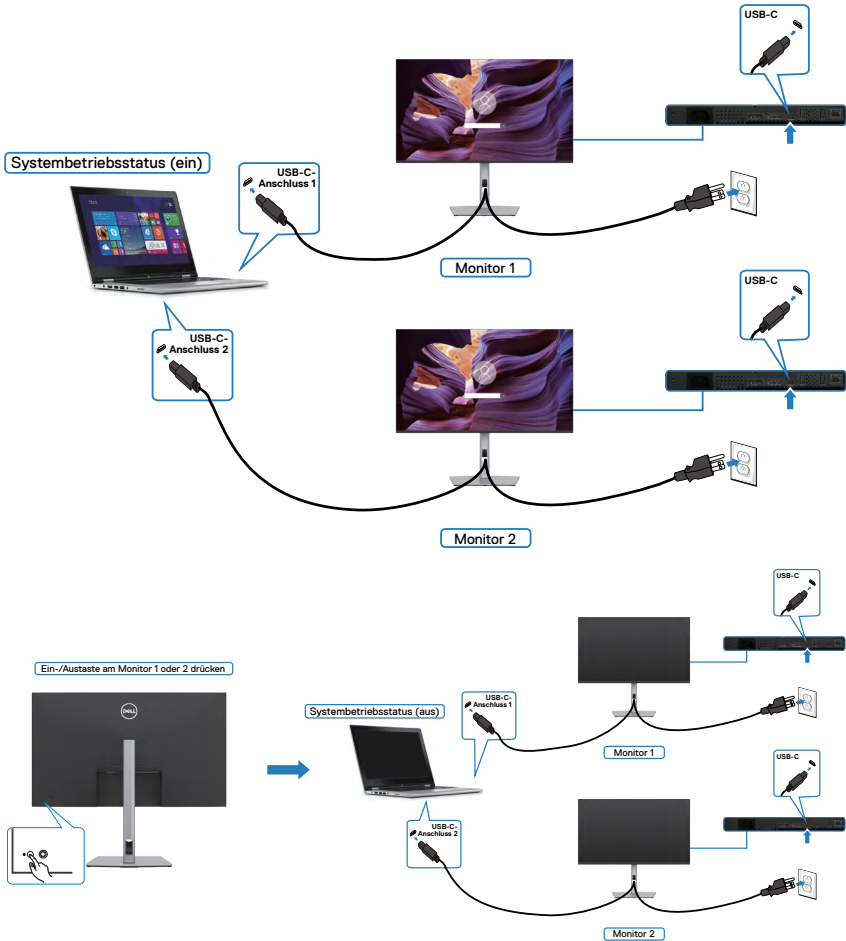 USB-C
Systembetriebsstatus (ein)
USB-C-
Anschluss 1
Monitor 1
USB-C
USB-C-
Anschluss 2
Monitor 2
USB-C
Ein-/Austaste am Monitor 1 oder 2 drücken
DELL
Systembetriebsstatus (aus)
USB-C-
Anschluss 1
Monitor 1
USB-C
USB-C-
Anschluss 2
Monitor 2